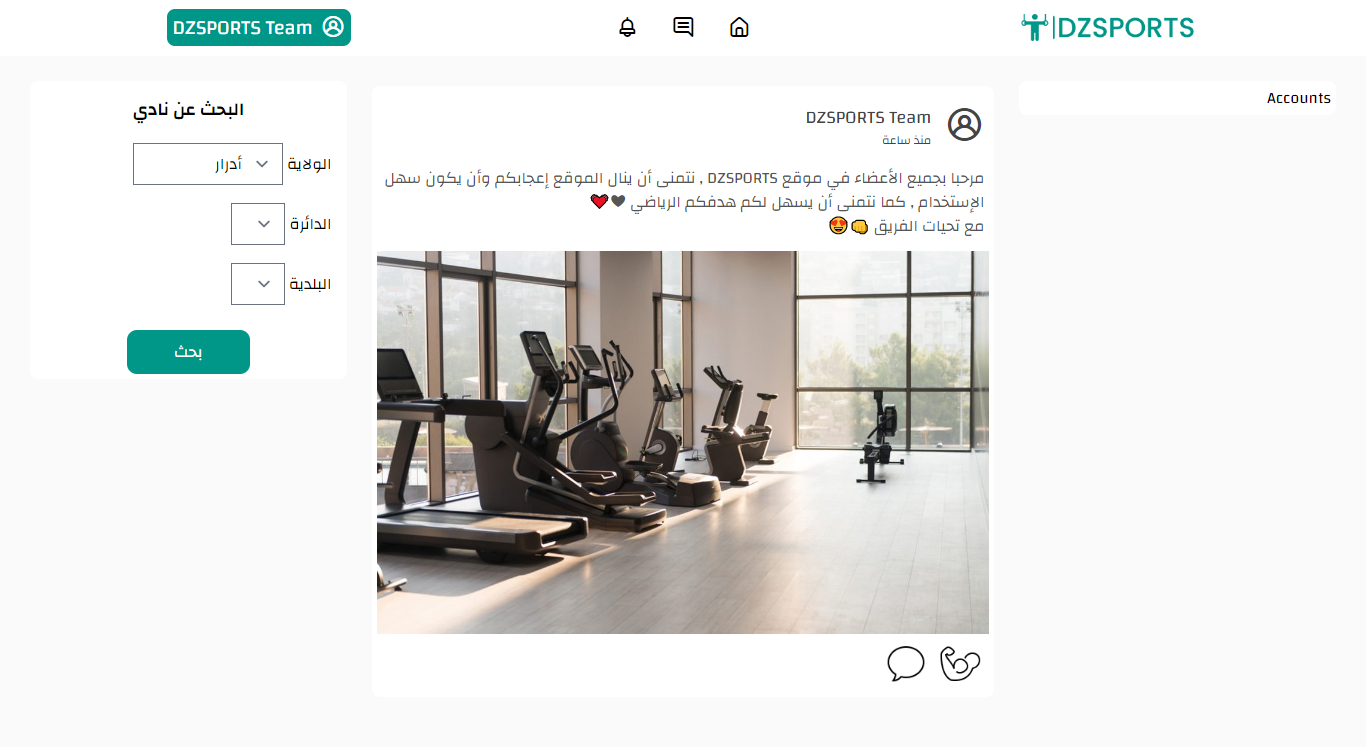 DZSPORTS
DZSPORTS Team
Accounts
DZSPORTS Team
منذ ساعة
مرحبا بجميع الأعضاء في موقع DZSPORTS , نتمنى أن ينال الموقع إعجابكم وأن يكون سهل
الإستخدام , كما نتمنى أن يسهل لكم هدفكم الرياضي 🖤❤️
مع تحيات الفريق 👊😍
البحث عن نادي
الولاية أدرار
الدائرة
البلدية
بحث